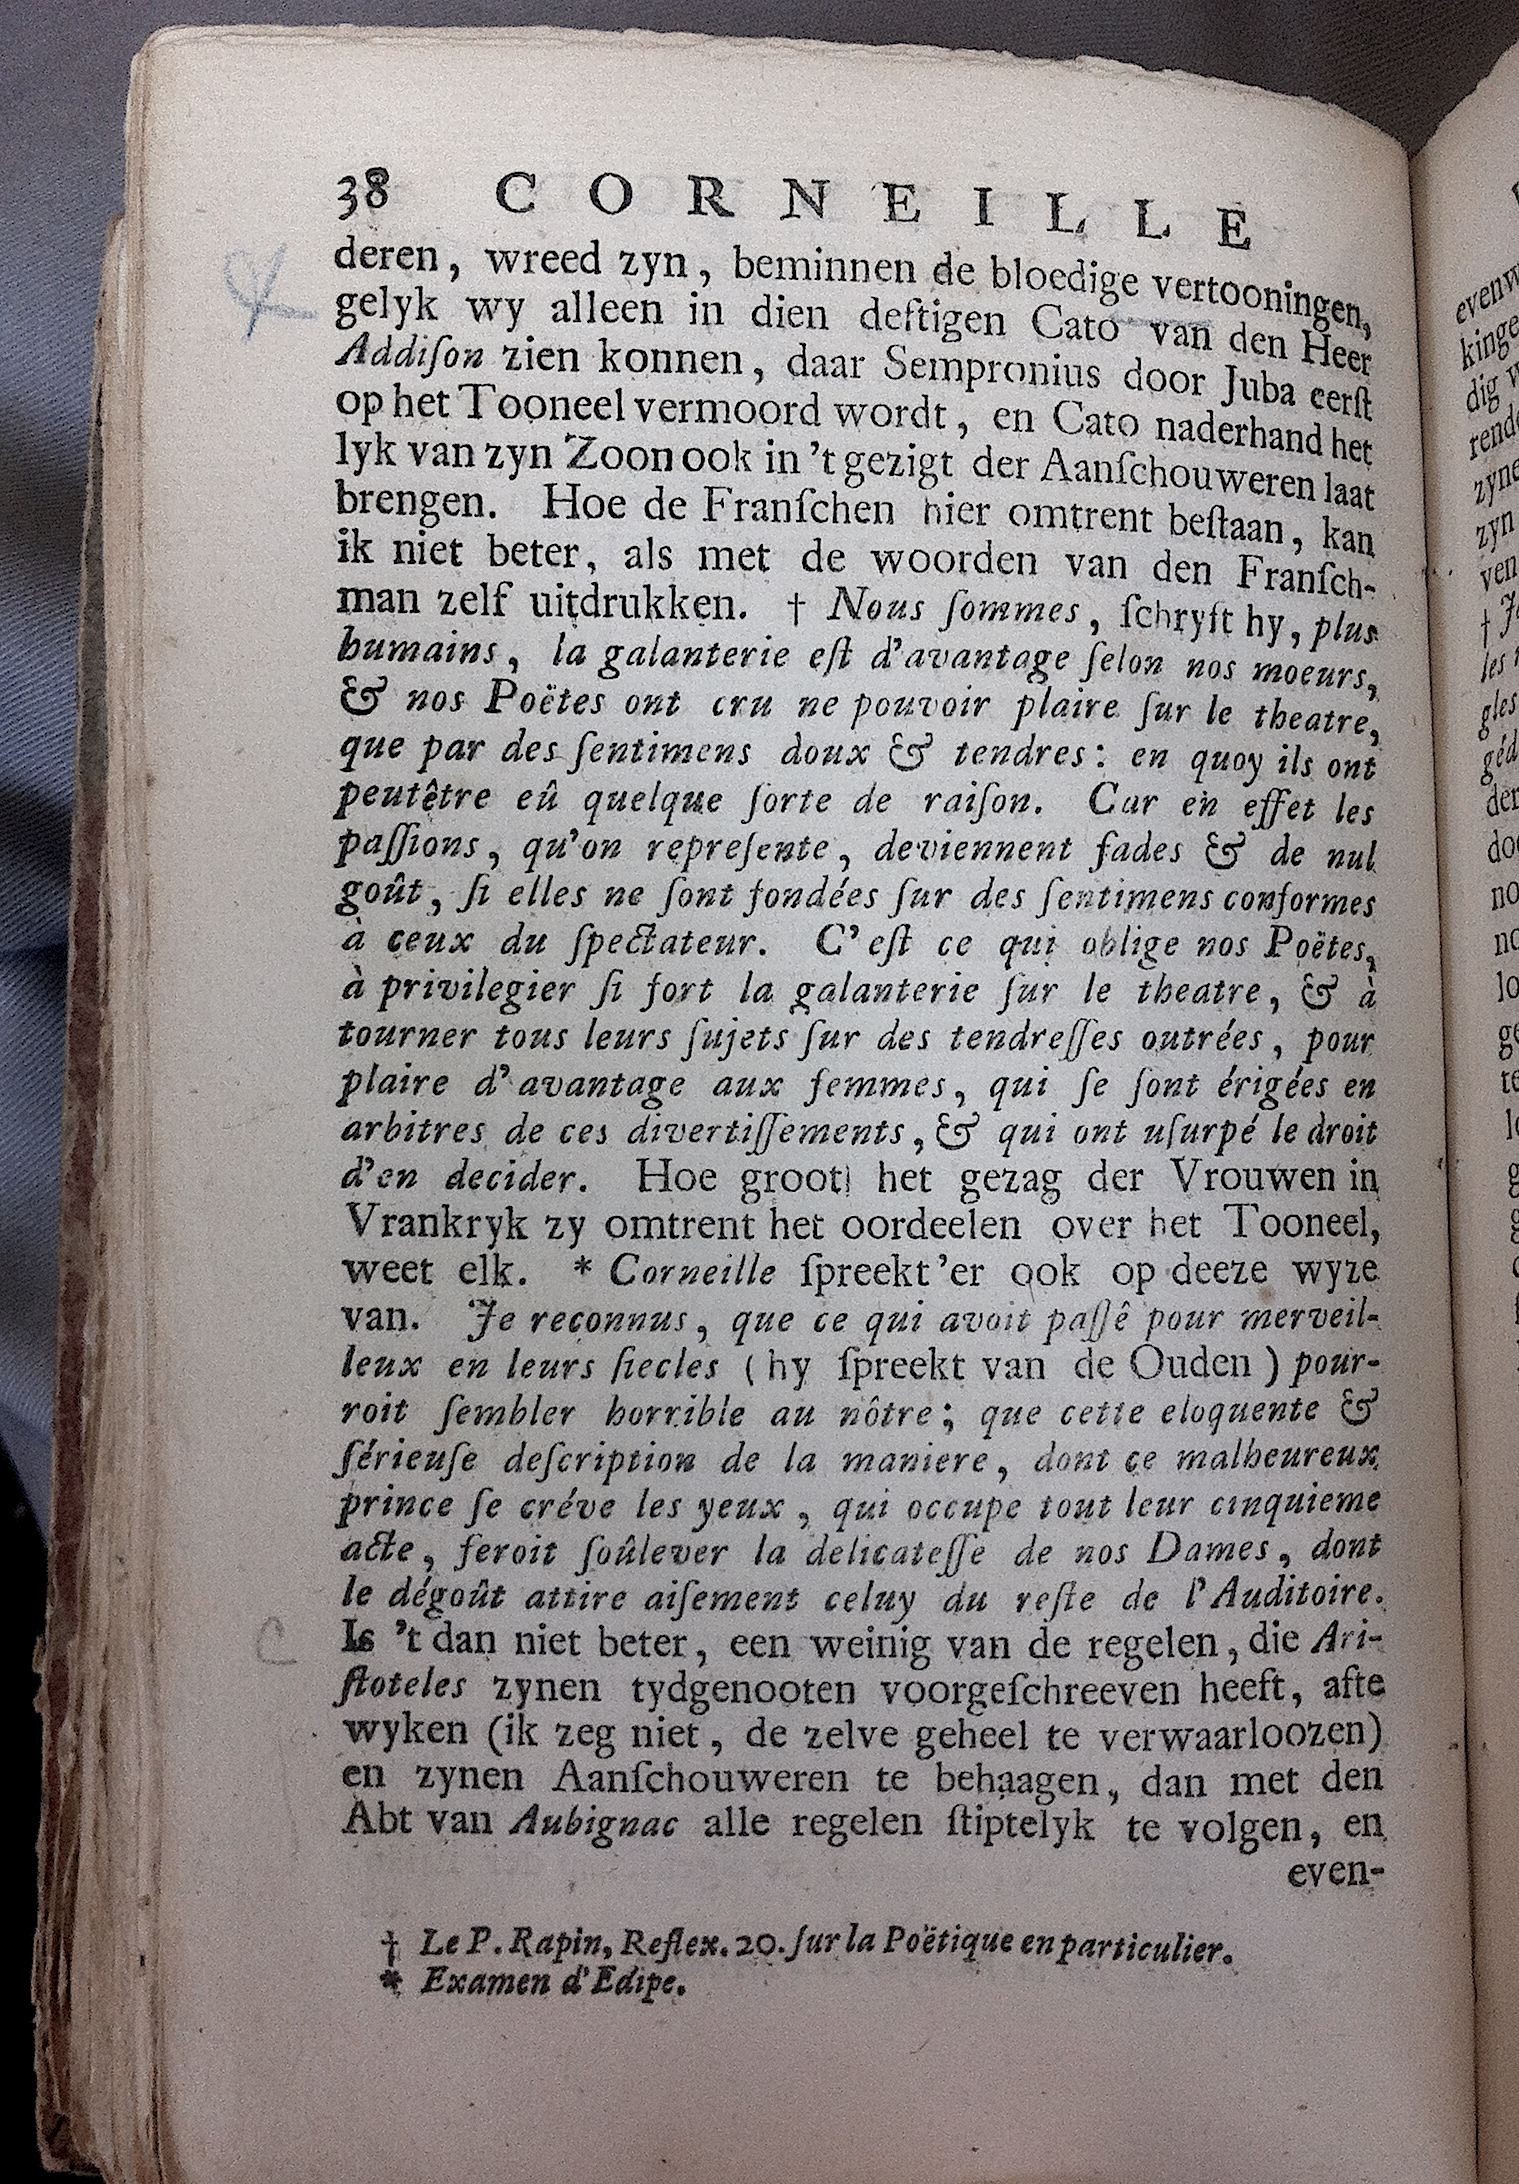 38 CORNEILLE
deren, wreed zyn, beminnen de bloedige vertooningen,
gelyk wy alleen in dien deftigen Cato van den Heer
Addiſon zien konnen, daar Sempronius door Juba eerſt
op het Tooneel vermoord wordt, en Cato naderhand het
lyk van zyn Zoon ook in 't gezigt der Aanſchouweren laat
brengen. Hoe de Franſchen hier omtrent beſtaan, kan
ik niet beter, als met de woorden van den Franſch-
man zelf uitdrukken. † Nous ſommes, ſchryft hy, plus
humains, la galanterie eſt d'avantage ſelon nos moeurs,
& nos Poëtes ont cru ne pouvoir plaire ſur le theatre,
que par des ſentimens doux & tendres: en quoy ils ont
peutêtre eû quelque ſorte de raiſon. Car en effet les
paſſions, qu'on repreſente, deviennent fades & de nul
goût, ſi elles ne ſont fondées ſur des ſentimens conformes
à ceux du ſpectateur. C'eſt ce qui oblige nos Poëtes,
à privilegier ſi fort la galanterie ſur le theatre, & à
tourner tous leurs ſujets ſur des tendreſſes outrées, pour
plaire d'avantage aux femmes, qui ſe ſont érigées en
arbitres de ces divertiſſements, & qui ont uſurpé le droit
d'en decider. Hoe groot het gezag der Vrouwen in
Vrankryk zy omtrent het oordeelen over het Tooneel,
weet elk. * Corneille ſpreekt'er ook op deeze wyze
van. Je reconnus, que ce qui avoit paſſê pour merveil-
leux en leurs ſiecles (hy ſpreekt van de Ouden) pour-
roit ſembler horrible au nôtre; que cette eloquente &
ſérieuſe deſcription de la maniere, dont ce malheureux
prince ſe créve les yeux, qui occupe tout leur cinquieme
acte, feroit ſoûlever la delicateſſe de nos Dames, dont
le dégoût attire aiſement celuy du reſte de l'Auditoire.
Is 't dan niet beter, een weinig van de regelen, die Ari-
ſtoteles zynen tydgenooten voorgeſchreeven heeft, afte
wyken (ik zeg niet, de zelve geheel te verwaarloozen)
en zynen Aanſchouweren te behaagen, dan met den
Abt van Aubignac alle regelen ſtiptelyk te volgen, en
even-
† Le P. Rapin, Reflex. 20. ſur la Poëtique en particulier.
* Examen d'Edipe.